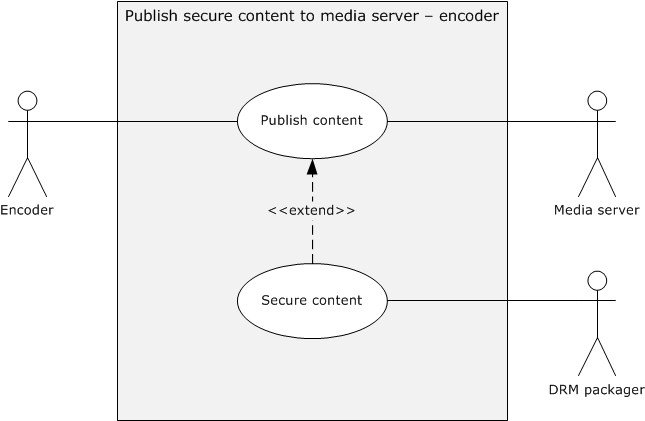 Publish secure content to media server – encoder
Publish content
Encoder
<<extend>>
Media server
Secure content
DRM packager